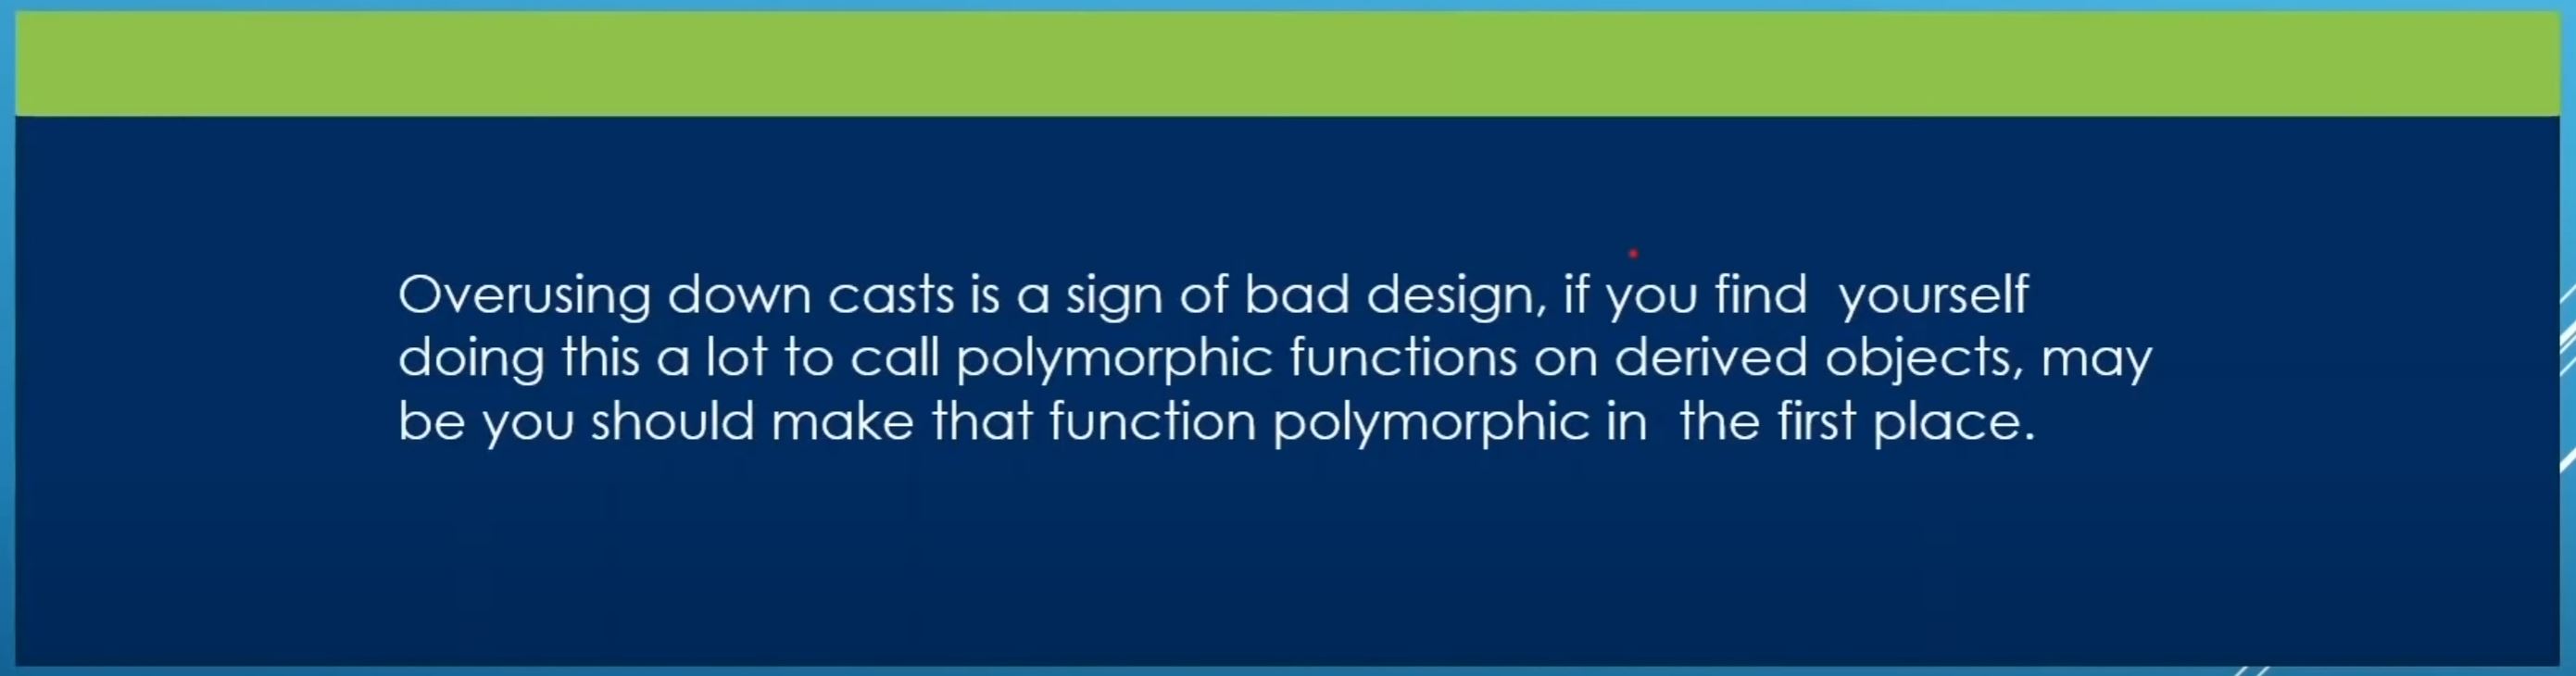 Overusing down casts is a sign of bad design, if you find  yourself
doing this a lot to call polymorphic functions on derived objects, may
be you should make that function polymorphic in  the first place.